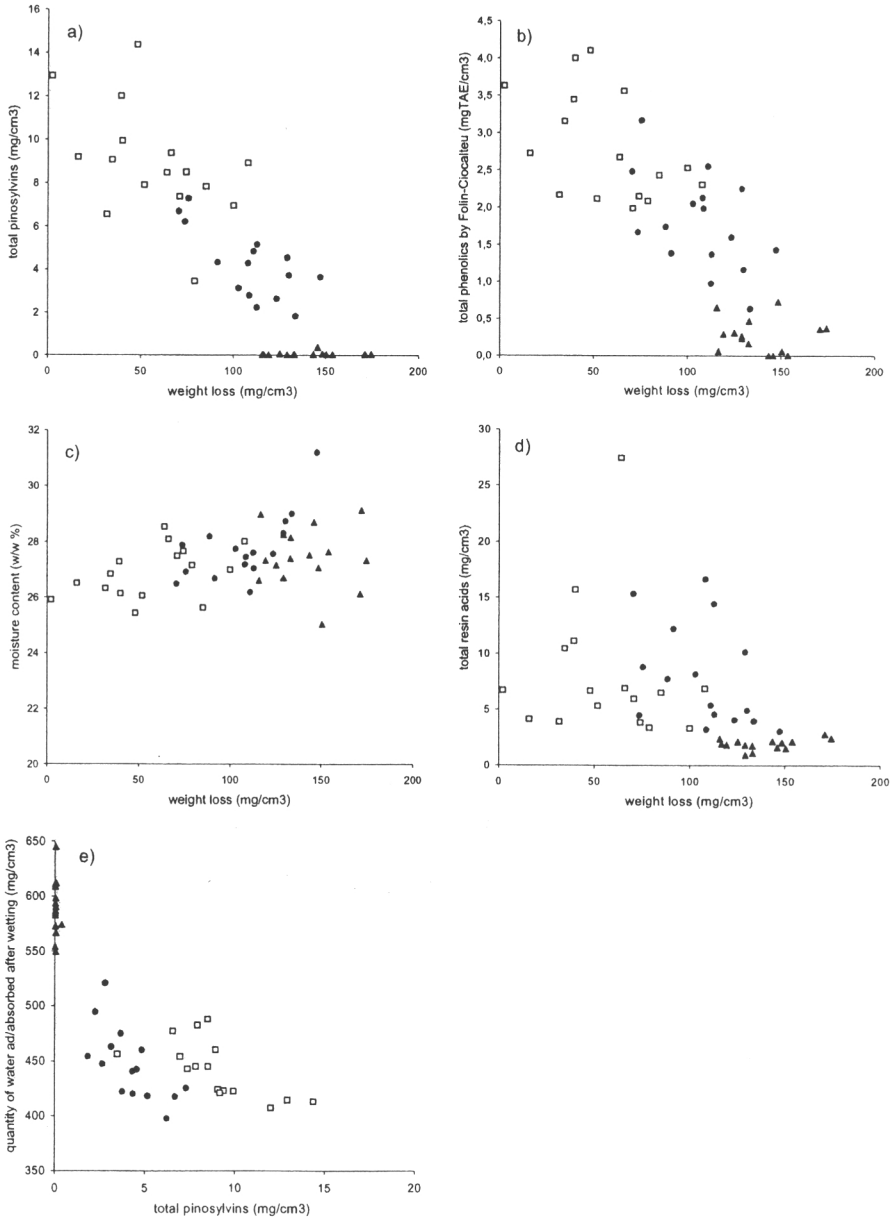 a)
total pinosylvins (mg/cm3)
16
14
12
10
8
6
4
2
0
0 50 100 150 200
weight loss (mg/cm3)
b)
total phenolics by Folin-Ciocalteu (mgTAE/cm3)
4,5
4,0
3,5
3,0
2,5
2,0
1,5
1,0
0,5
0,0
0 50 100 150 200
weight loss (mg/cm3)
c)
moisture content (w/w %)
32
30
28
26
24
22
20
0 50 100 150 200
weight loss (mg/cm3)
d)
total resin acids (mg/cm3)
30
25
20
15
10
5
0
0 50 100 150 200
weight loss (mg/cm3)
e)
quantity of water ad/absorbed after wetting (mg/cm3)
650
600
550
500
450
400
350
0 5 10 15 20
total pinosylvins (mg/cm3)